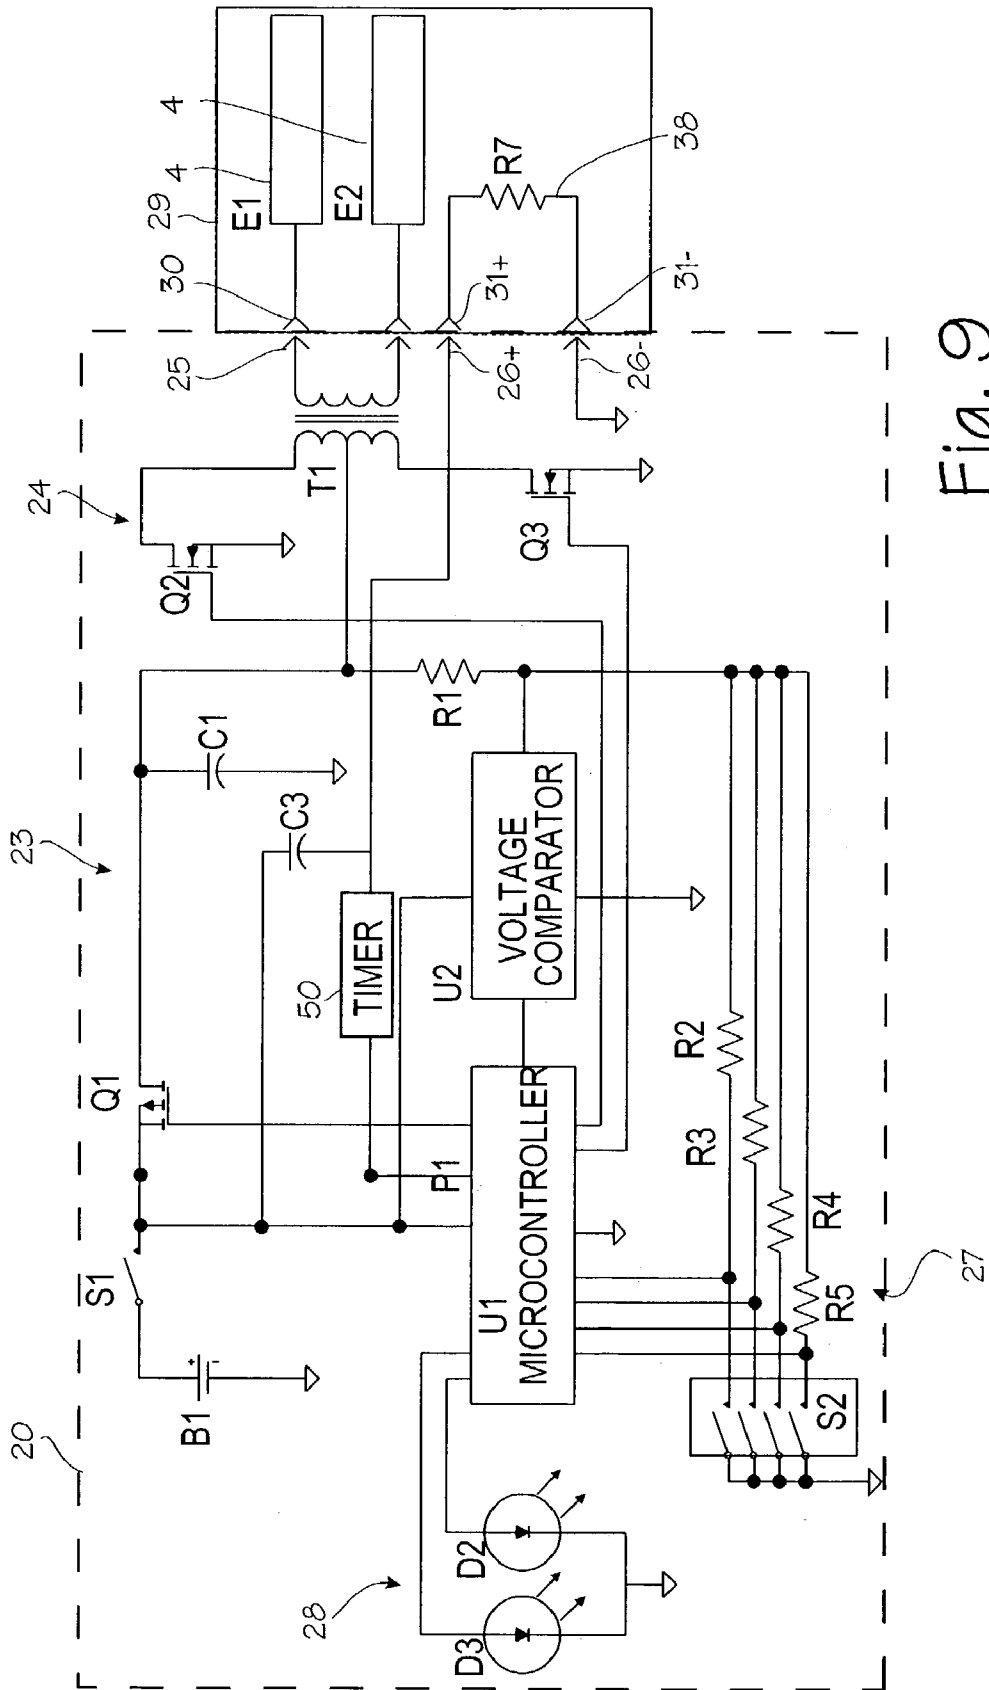 20
23
24
25
30
29
4
4
E1
E2
R7
38
31+
31-
26+
26-
T1
Q2
Q3
C1
C3
R1
Q1
S1
B1
50
TIMER
P1
U1
MICROCONTROLLER
U2
VOLTAGE
COMPARATOR
R2
R3
R4
R5
S2
27
28
D2
D3
+
-
Fig. 9